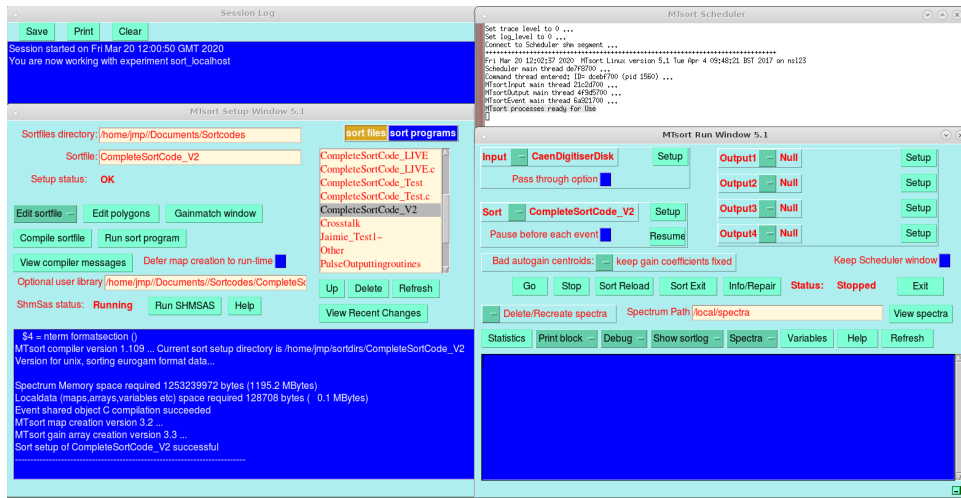 Session Log
Save Print Clear
Session started on Fri Mar 20 12:00:50 GMT 2020
You are now working with experiment sort_localhost
MTsort Setup Window 5.1
Sortfiles directory: /home/jmp//Documents/Sortcodes
sort files sort programs
Sortfile: CompleteSortCode_V2
Setup status: OK
CompleteSortCode_LIVE
CompleteSortCode_LIVE.c
CompleteSortCode_Test
CompleteSortCode_Test.c
CompleteSortCode_V2
Crosstalk
Jaimie_Test1~
Other
PulseOutputtingroutines
Edit sortfile Edit polygons Gainmatch window
Compile sortfile Run sort program
View compiler messages Defer map creation to run-time
Optional user library /home/jmp//Documents//Sortcodes/CompleteSc
Up Delete Refresh
ShmSas status: Running Run SHMSAS Help
View Recent Changes
$4 = nterm formatsection ()
MTsort compiler version 1.109 ... Current sort setup directory is /home/jmp/sortdirs/CompleteSortCode_V2
Version for unix, sorting eurogam format data...
Spectrum Memory space required 1253239972 bytes (1195.2 MBytes)
Localdata (maps,arrays,variables etc) space required 128708 bytes ( 0.1 MBytes)
Event shared object C compilation succeeded
MTsort map creation version 3.2 ...
MTsort gain array creation version 3.3 ...
Sort setup of CompleteSortCode_V2 successful
--------------------------------------------------------------------------------
MTsort Scheduler
Set trace level to 0 ...
Set log_level to 0 ...
Connect to Scheduler shm segment ...
++++++++++++++++++++++++++++++++++++++++++++++++++++++++++++++++++++++++++++
Fri Mar 20 12:02:37 2020 MTsort Linux version 5.1 Tue Apr 4 09:48:21 BST 2017 on nsl23
Scheduler main thread de7f8700 ...
Command thread entered: ID= dcebf700 (pid 1560) ...
MTsortInput main thread 21c2d700 ...
MTsortOutput main thread 4f9d5700 ...
MTsortEvent main thread 6a921700 ...
MTsort processes ready for Use
MTsort Run Window 5.1
Input CaenDigitiserDisk Setup
Pass through option
Output1 Null Setup
Output2 Null Setup
Sort CompleteSortCode_V2 Setup
Pause before each event Resume
Output3 Null Setup
Output4 Null Setup
Bad autogain centroids: keep gain coefficients fixed Keep Scheduler window
Go Stop Sort Reload Sort Exit Info/Repair Status: Stopped Exit
Delete/Recreate spectra Spectrum Path /local/spectra View spectra
Statistics Print block Debug Show sortlog Spectra Variables Help Refresh